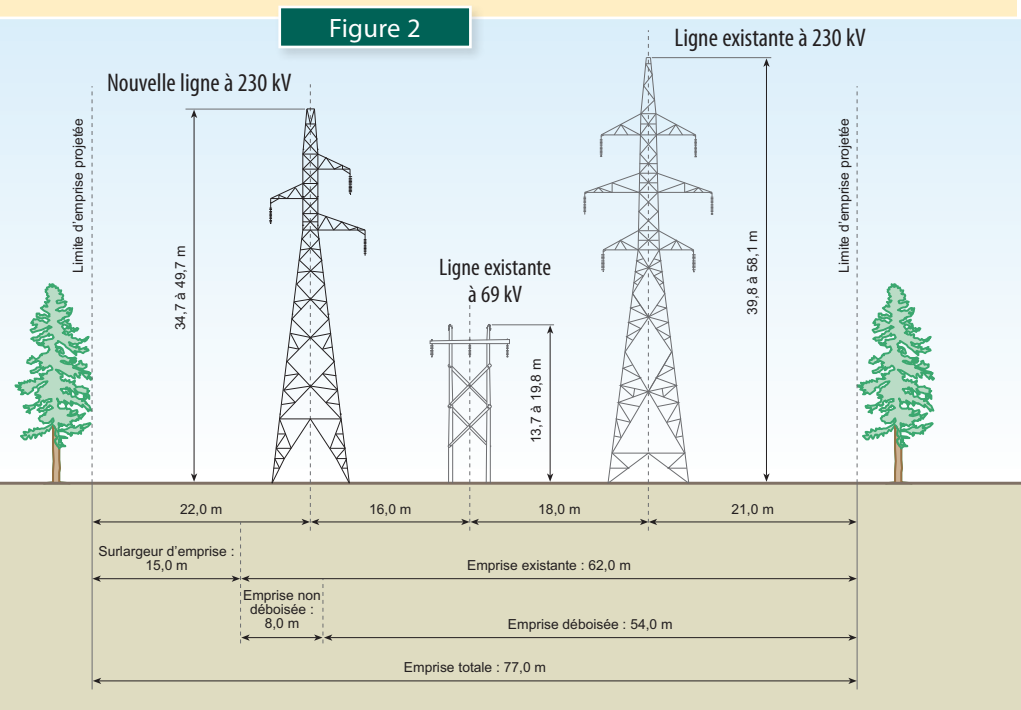 Figure 2
Nouvelle ligne à 230 kV
Ligne existante à 230 kV
Ligne existante
à 69 kV
Limite d'emprise projetée
34,7 à 49,7 m
13,7 à 19,8 m
39,8 à 58,1 m
Limite d'emprise projetée
22,0 m
16,0 m
18,0 m
21,0 m
Surlargeur d'emprise :
15,0 m
Emprise existante : 62,0 m
Emprise non
déboisée :
8,0 m
Emprise déboisée : 54,0 m
Emprise totale : 77,0 m